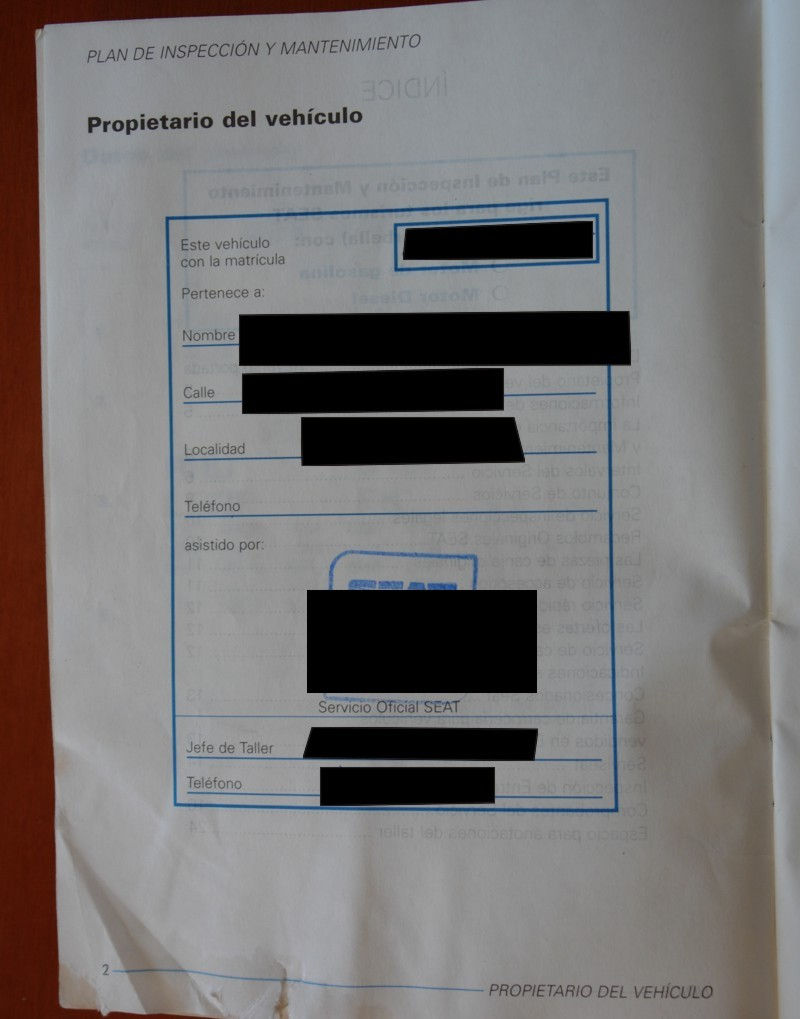 PLAN DE INSPECCIÓN Y MANTENIMIENTO
Propietario del vehículo
Este vehículo
con la matrícula
Pertenece a:
Nombre
Calle
Localidad
Teléfono
asistido por:
SEAT
Servicio Oficial SEAT
Jefe de Taller
Teléfono
2
PROPIETARIO DEL VEHÍCULO